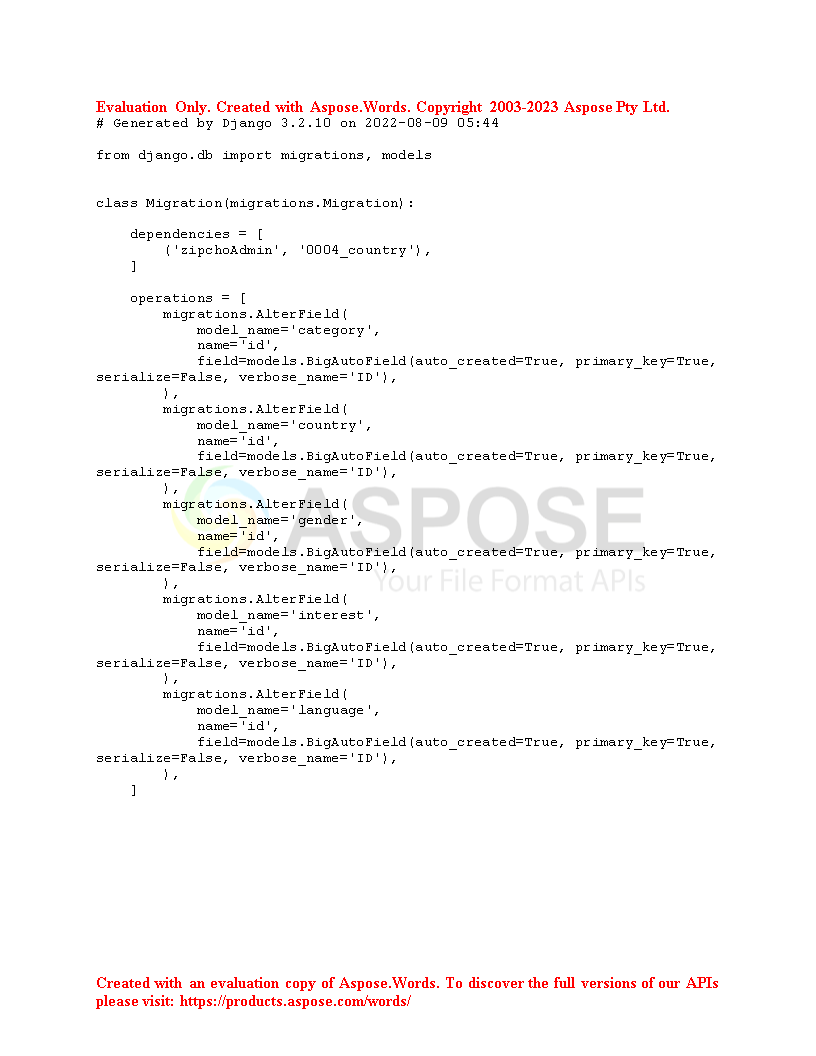 Evaluation Only. Created with Aspose.Words. Copyright 2003-2023 Aspose Pty Ltd.
# Generated by Django 3.2.10 on 2022-08-09 05:44

from django.db import migrations, models


class Migration(migrations.Migration):

    dependencies = [
        ('zipchoAdmin', '0004_country'),
    ]

    operations = [
        migrations.AlterField(
            model_name='category',
            name='id',
            field=models.BigAutoField(auto_created=True, primary_key=True,
serialize=False, verbose_name='ID'),
        ),
        migrations.AlterField(
            model_name='country',
            name='id',
            field=models.BigAutoField(auto_created=True, primary_key=True,
serialize=False, verbose_name='ID'),
        ),
        migrations.AlterField(
            model_name='gender',
            name='id',
            field=models.BigAutoField(auto_created=True, primary_key=True,
serialize=False, verbose_name='ID'),
        ),
        migrations.AlterField(
            model_name='interest',
            name='id',
            field=models.BigAutoField(auto_created=True, primary_key=True,
serialize=False, verbose_name='ID'),
        ),
        migrations.AlterField(
            model_name='language',
            name='id',
            field=models.BigAutoField(auto_created=True, primary_key=True,
serialize=False, verbose_name='ID'),
        ),
    ]
ASPOSE
Your File Format APIs
Created with an evaluation copy of Aspose.Words. To discover the full versions of our APIs
please visit: https://products.aspose.com/words/